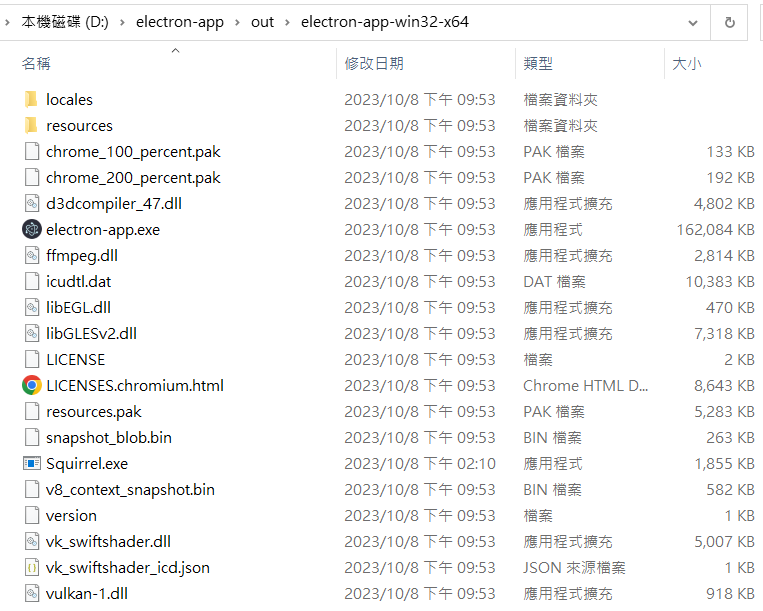 本機磁碟 (D:) › electron-app › out › electron-app-win32-x64
名稱 修改日期 類型 大小
locales 2023/10/8 下午 09:53 檔案資料夾
resources 2023/10/8 下午 09:53 檔案資料夾
chrome_100_percent.pak 2023/10/8 下午 09:53 PAK 檔案 133 KB
chrome_200_percent.pak 2023/10/8 下午 09:53 PAK 檔案 192 KB
d3dcompiler_47.dll 2023/10/8 下午 09:53 應用程式擴充 4,802 KB
electron-app.exe 2023/10/8 下午 09:53 應用程式 162,084 KB
ffmpeg.dll 2023/10/8 下午 09:53 應用程式擴充 2,814 KB
icudtl.dat 2023/10/8 下午 09:53 DAT 檔案 10,383 KB
libEGL.dll 2023/10/8 下午 09:53 應用程式擴充 470 KB
libGLESv2.dll 2023/10/8 下午 09:53 應用程式擴充 7,318 KB
LICENSE 2023/10/8 下午 09:53 檔案 2 KB
LICENSES.chromium.html 2023/10/8 下午 09:53 Chrome HTML D... 8,643 KB
resources.pak 2023/10/8 下午 09:53 PAK 檔案 5,283 KB
snapshot_blob.bin 2023/10/8 下午 09:53 BIN 檔案 263 KB
Squirrel.exe 2023/10/8 下午 02:10 應用程式 1,855 KB
v8_context_snapshot.bin 2023/10/8 下午 09:53 BIN 檔案 582 KB
version 2023/10/8 下午 09:53 檔案 1 KB
vk_swiftshader.dll 2023/10/8 下午 09:53 應用程式擴充 5,007 KB
vk_swiftshader_icd.json 2023/10/8 下午 09:53 JSON 來源檔案 1 KB
vulkan-1.dll 2023/10/8 下午 09:53 應用程式擴充 918 KB